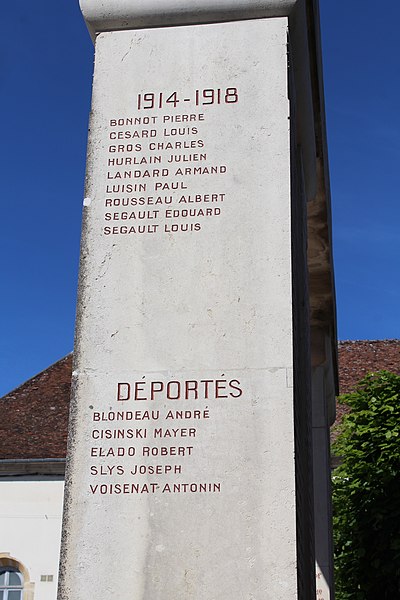 1914-1918
BONNOT PIERRE
CESARD LOUIS
GROS CHARLES
HURLAIN JULIEN
LANDARD ARMAND
LUISIN PAUL
ROUSSEAU ALBERT
SEGAULT EDOUARD
SEGAULT LOUIS
DÉPORTÉS
BLONDEAU ANDRÉ
CISINSKI MAYER
ELADO ROBERT
SLYS JOSEPH
VOISENAT ANTONIN